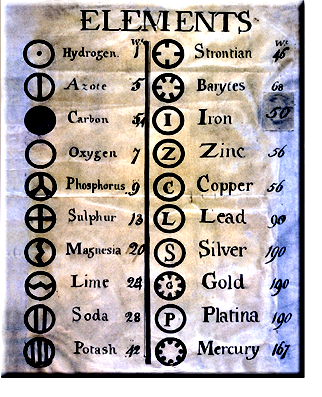 ELEMENTS
Wt
Hydrogen. 1
Azote 5
Carbon 54
Oxygen 7
Phosphorus 9
Sulphur 13
Magnesia 20
Lime 24
Soda 28
Potash 42
Wt
Strontian 46
Barytes 68
I Iron 50
Z Zinc 56
C Copper 56
L Lead 90
S Silver 190
G Gold 190
P Platina 190
Mercury 167